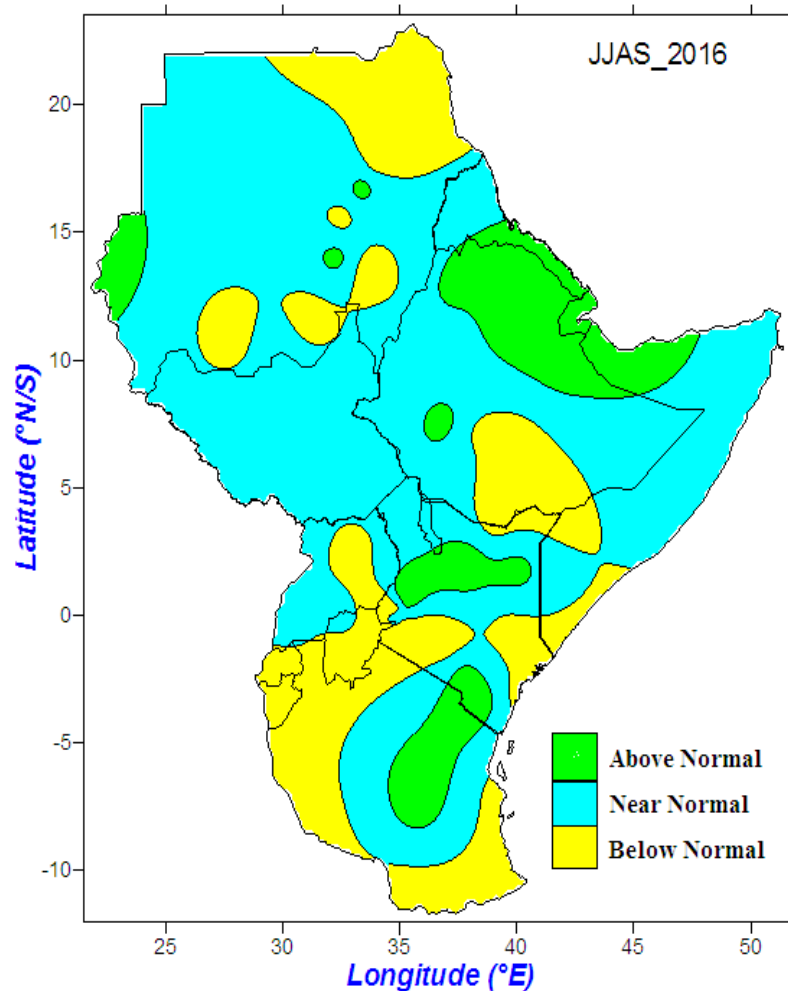 JJAS_2016
20
15
10
5
0
-5
-10
Latitude (°N/S)
Above Normal
Near Normal
Below Normal
25 30 35 40 45 50
Longitude (°E)